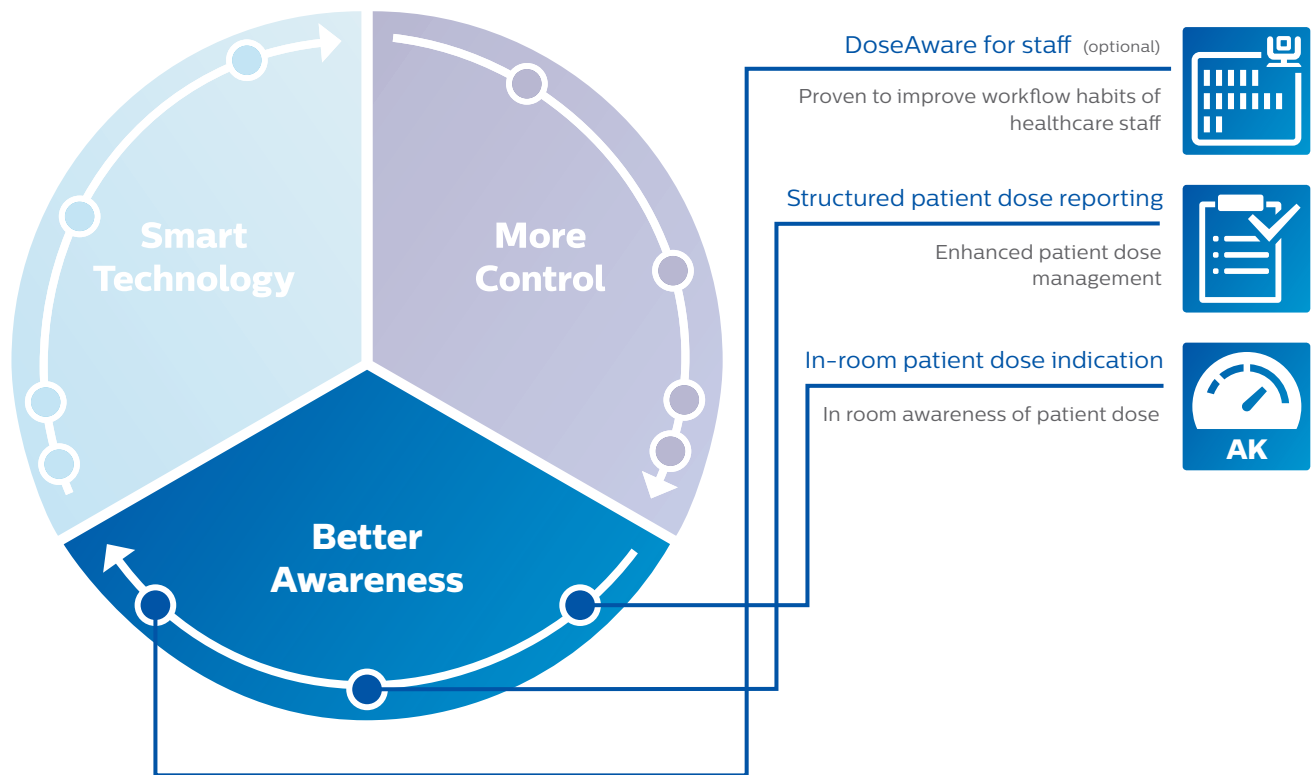 Smart
Technology
More
Control
Better
Awareness
DoseAware for staff (optional)
Proven to improve workflow habits of
healthcare staff
Structured patient dose reporting
Enhanced patient dose
management
In-room patient dose indication
In room awareness of patient dose
AK